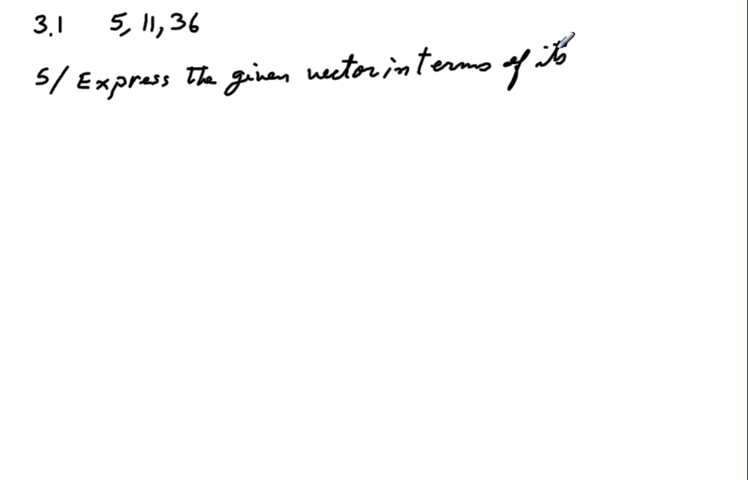 3.1 5, 11, 36
5/ Express the given vector in terms of its